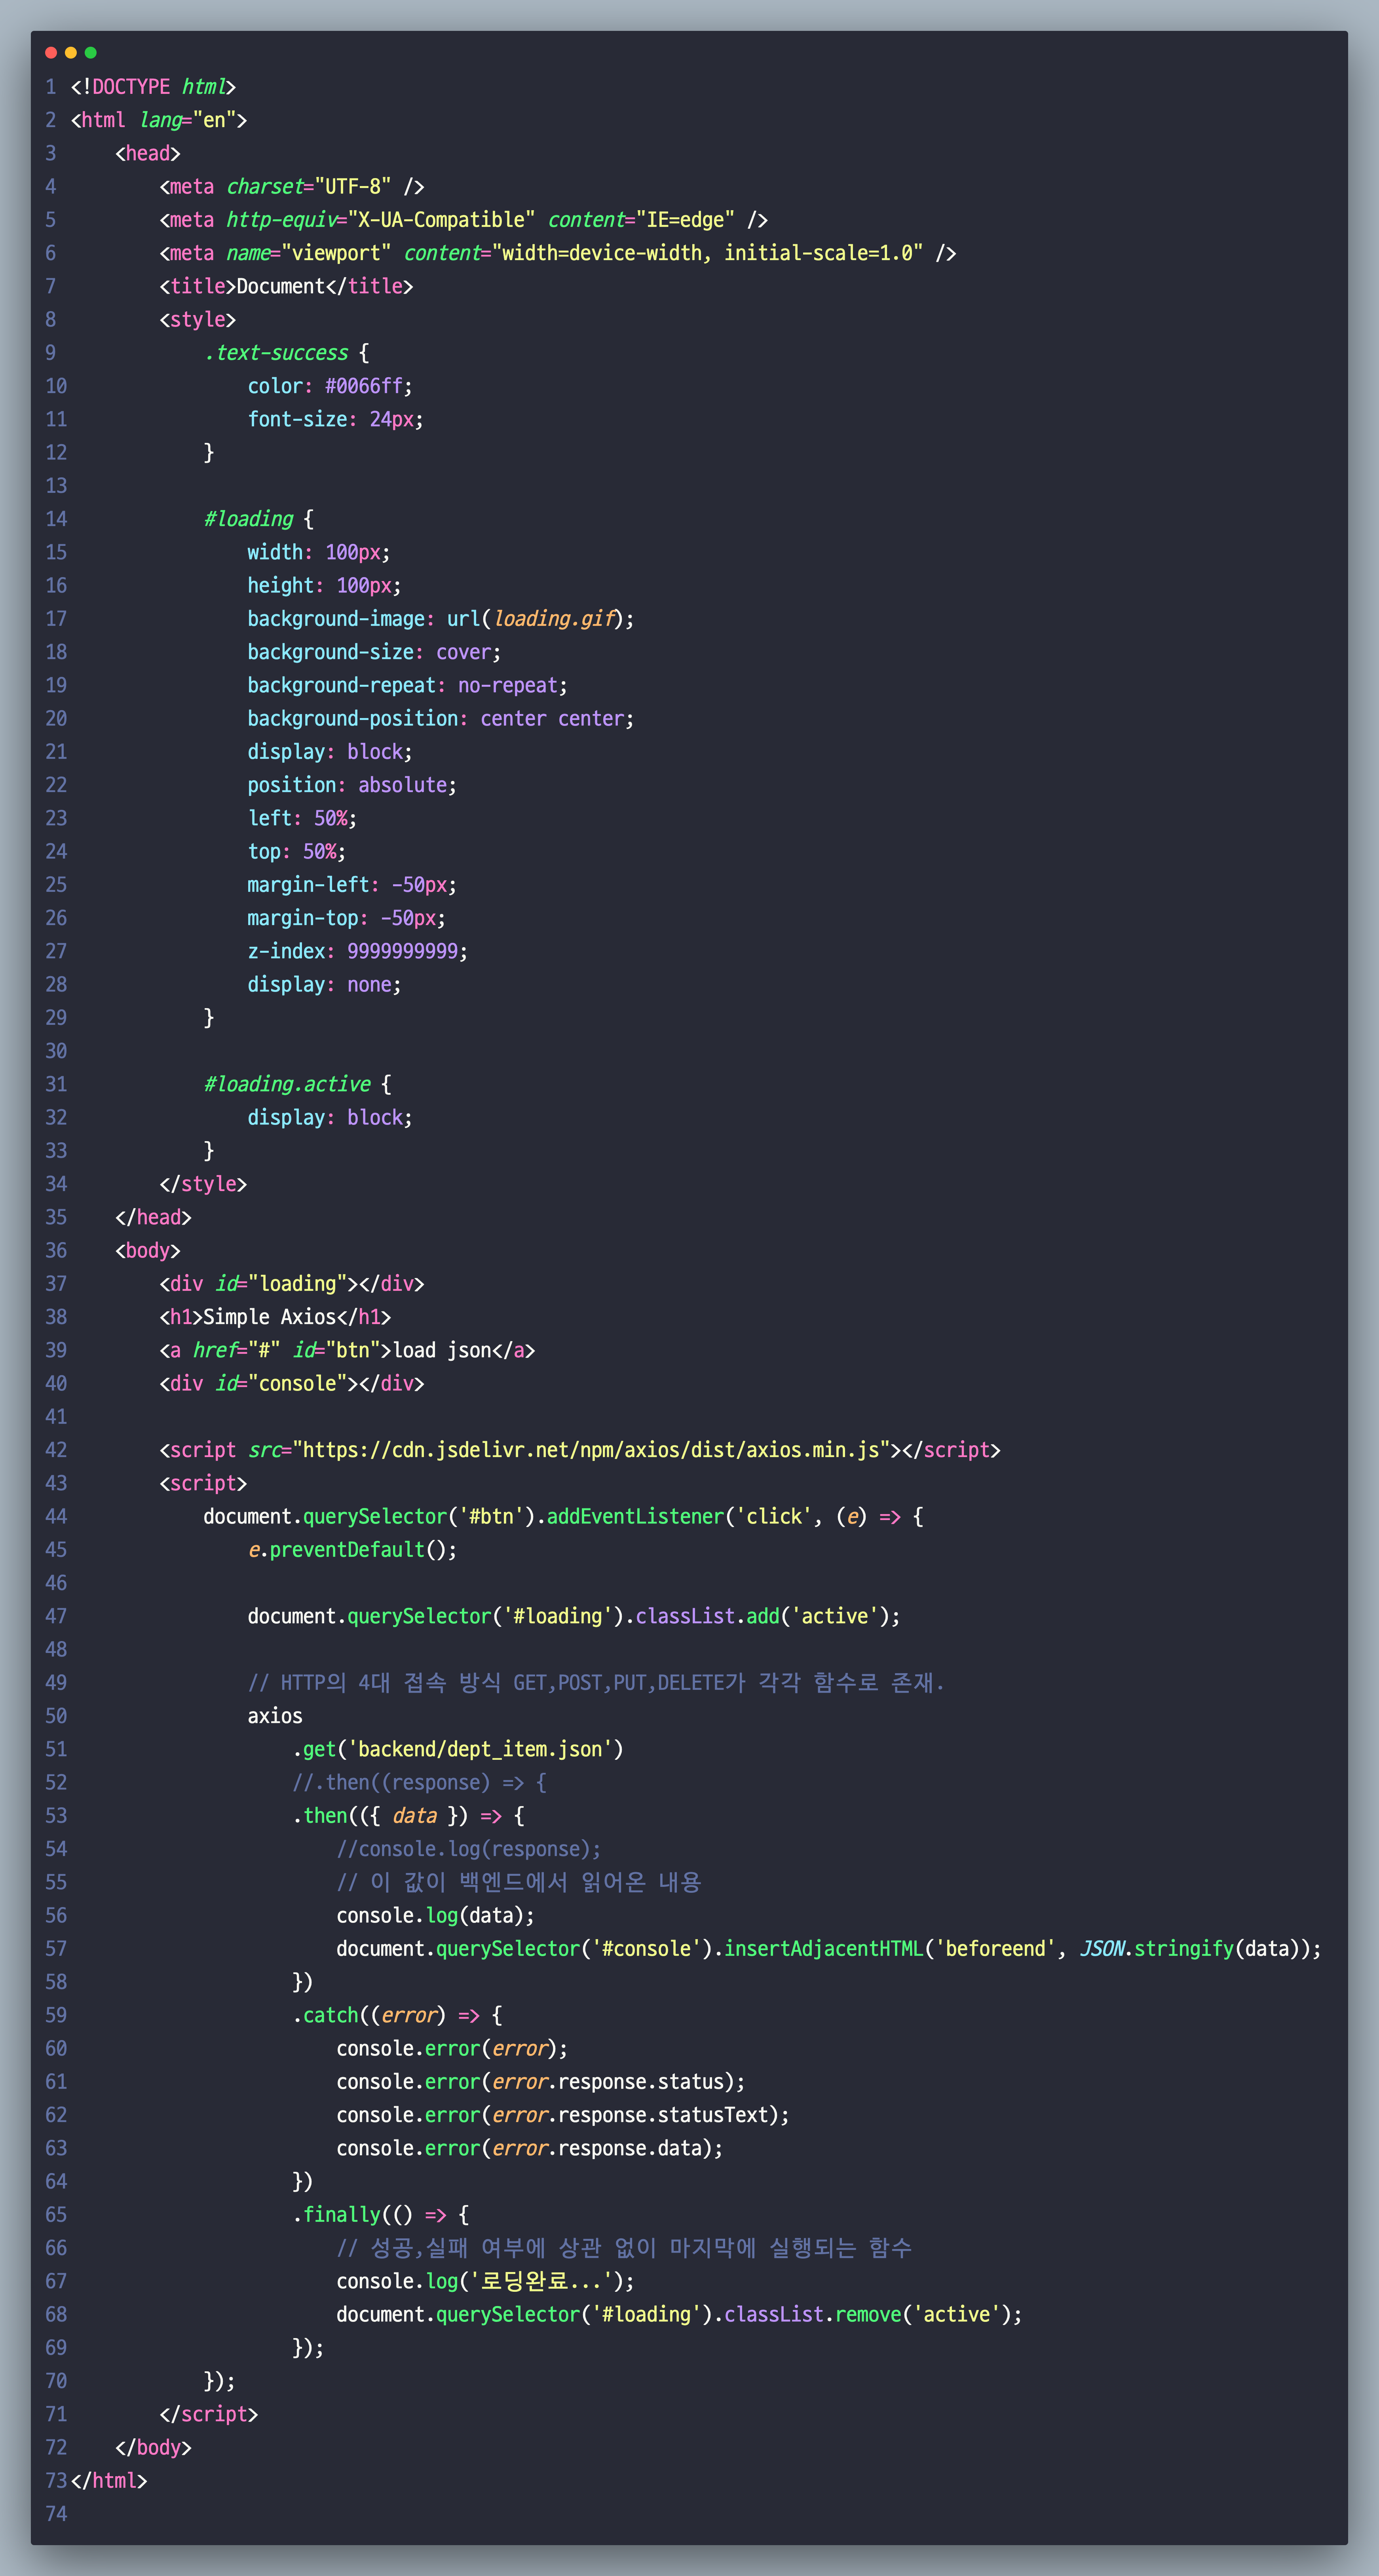 1 <!DOCTYPE html>
2 <html lang="en">
3     <head>
4         <meta charset="UTF-8" />
5         <meta http-equiv="X-UA-Compatible" content="IE=edge" />
6         <meta name="viewport" content="width=device-width, initial-scale=1.0" />
7         <title>Document</title>
8         <style>
9             .text-success {
10                 color: #0066ff;
11                 font-size: 24px;
12             }
13
14             #loading {
15                 width: 100px;
16                 height: 100px;
17                 background-image: url(loading.gif);
18                 background-size: cover;
19                 background-repeat: no-repeat;
20                 background-position: center center;
21                 display: block;
22                 position: absolute;
23                 left: 50%;
24                 top: 50%;
25                 margin-left: -50px;
26                 margin-top: -50px;
27                 z-index: 9999999999;
28                 display: none;
29             }
30
31             #loading.active {
32                 display: block;
33             }
34         </style>
35     </head>
36     <body>
37         <div id="loading"></div>
38         <h1>Simple Axios</h1>
39         <a href="#" id="btn">load json</a>
40         <div id="console"></div>
41
42         <script src="https://cdn.jsdelivr.net/npm/axios/dist/axios.min.js"></script>
43         <script>
44             document.querySelector('#btn').addEventListener('click', (e) => {
45                 e.preventDefault();
46
47                 document.querySelector('#loading').classList.add('active');
48
49                 // HTTP의 4대 접속 방식 GET,POST,PUT,DELETE가 각각 함수로 존재.
50                 axios
51                     .get('backend/dept_item.json')
52                     //.then((response) => {
53                     .then(({ data }) => {
54                         //console.log(response);
55                         // 이 값이 백엔드에서 읽어온 내용
56                         console.log(data);
57                         document.querySelector('#console').insertAdjacentHTML('beforeend', JSON.stringify(data));
58                     })
59                     .catch((error) => {
60                         console.error(error);
61                         console.error(error.response.status);
62                         console.error(error.response.statusText);
63                         console.error(error.response.data);
64                     })
65                     .finally(() => {
66                         // 성공,실패 여부에 상관 없이 마지막에 실행되는 함수
67                         console.log('로딩완료...');
68                         document.querySelector('#loading').classList.remove('active');
69                     });
70             });
71         </script>
72     </body>
73 </html>
74